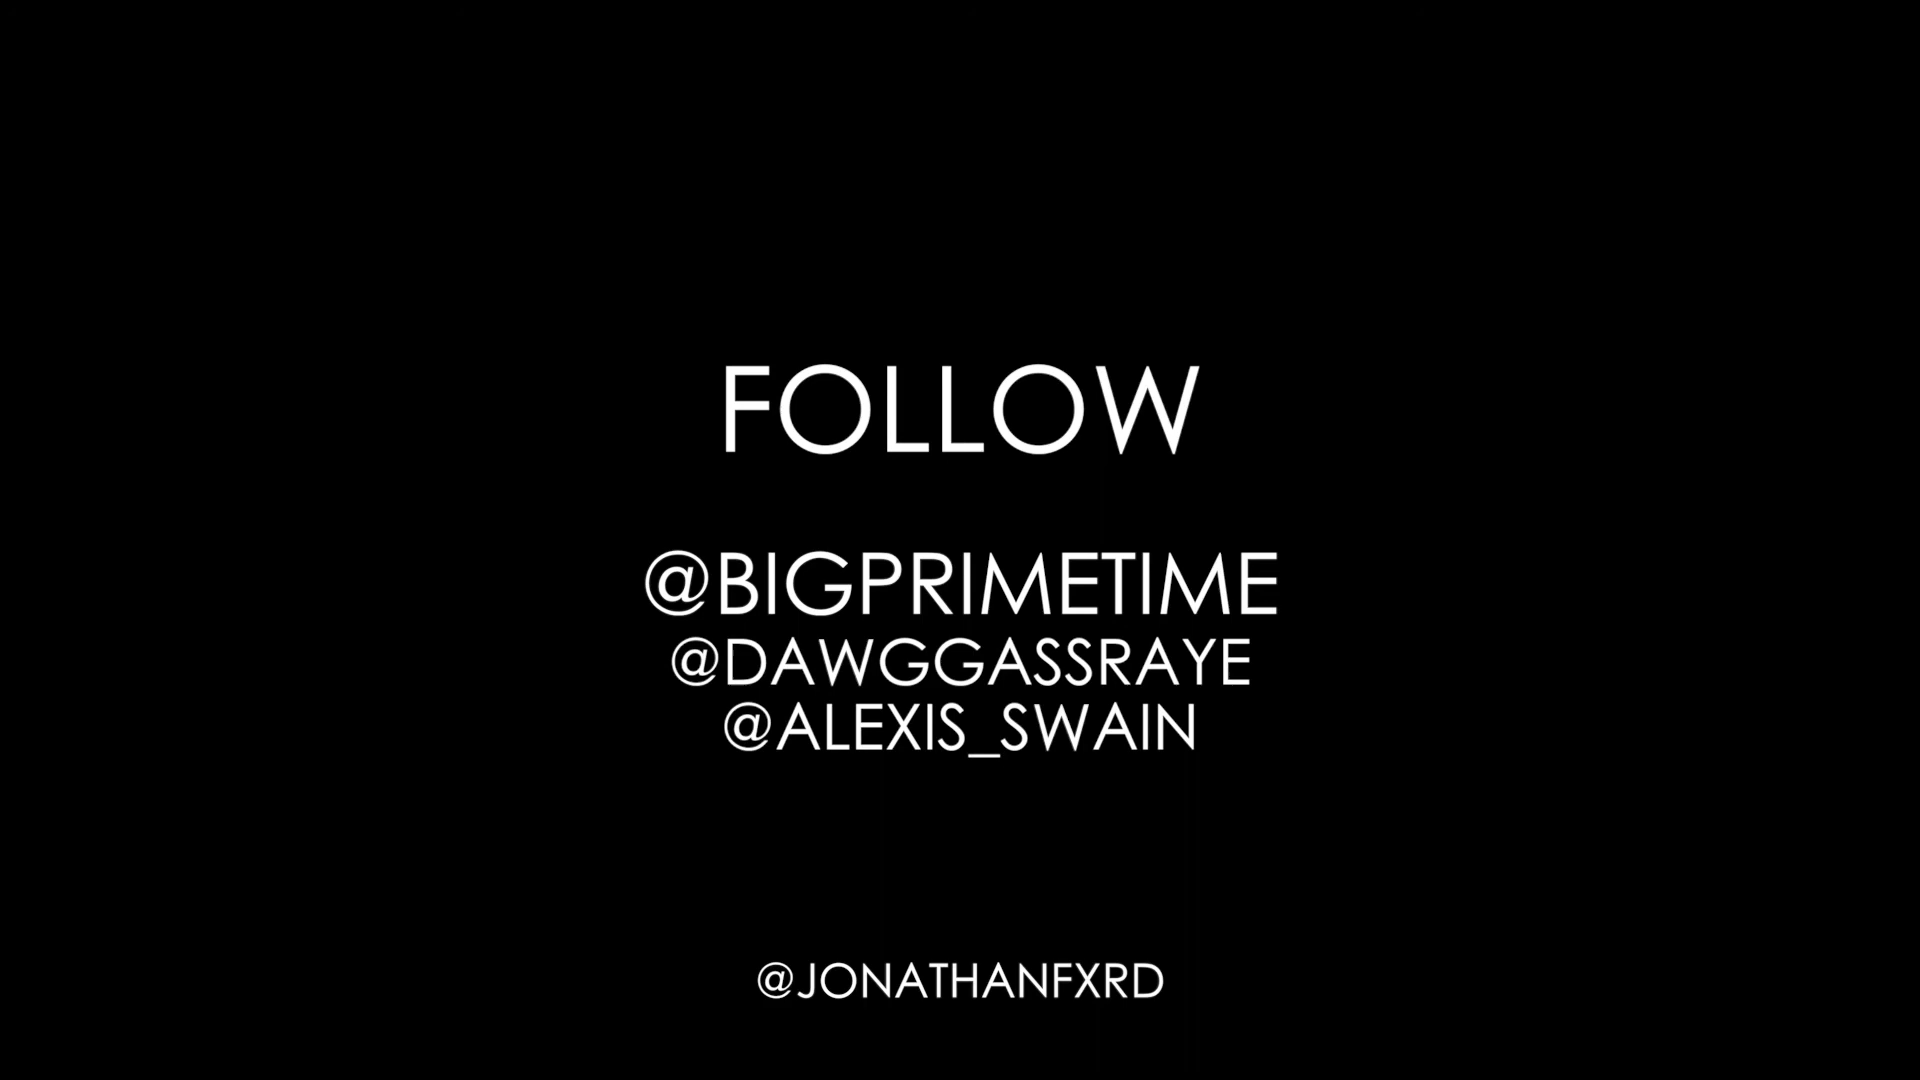 FOLLOW
@BIGPRIMETIME
@DAWGGASSRAYE
@ALEXIS_SWAIN
@JONATHANFXRD